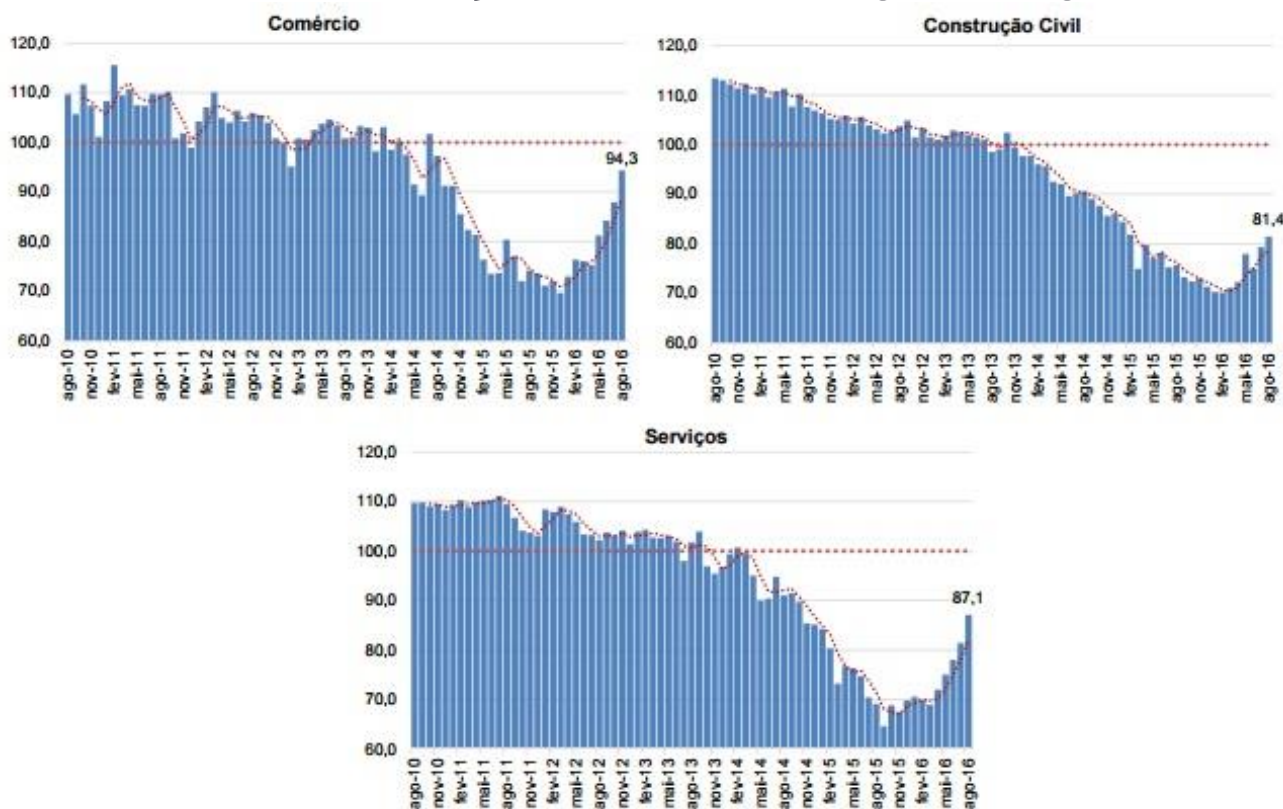 Comércio
120,0
110,0
100,0
90,0
80,0
70,0
60,0
94,3
ago-10
nov-10
fev-11
mai-11
ago-11
nov-11
fev-12
mai-12
ago-12
nov-12
fev-13
mai-13
ago-13
nov-13
fev-14
mai-14
ago-14
nov-14
fev-15
mai-15
ago-15
nov-15
fev-16
mai-16
ago-16
Construção Civil
120,0
110,0
100,0
90,0
80,0
70,0
60,0
81,4
ago-10
nov-10
fev-11
mai-11
ago-11
nov-11
fev-12
mai-12
ago-12
nov-12
fev-13
mai-13
ago-13
nov-13
fev-14
mai-14
ago-14
nov-14
fev-15
mai-15
ago-15
nov-15
fev-16
mai-16
ago-16
Serviços
120,0
110,0
100,0
90,0
80,0
70,0
60,0
87,1
ago-10
nov-10
fev-11
mai-11
ago-11
nov-11
fev-12
mai-12
ago-12
nov-12
fev-13
mai-13
ago-13
nov-13
fev-14
mai-14
ago-14
nov-14
fev-15
mai-15
ago-15
nov-15
fev-16
mai-16
ago-16